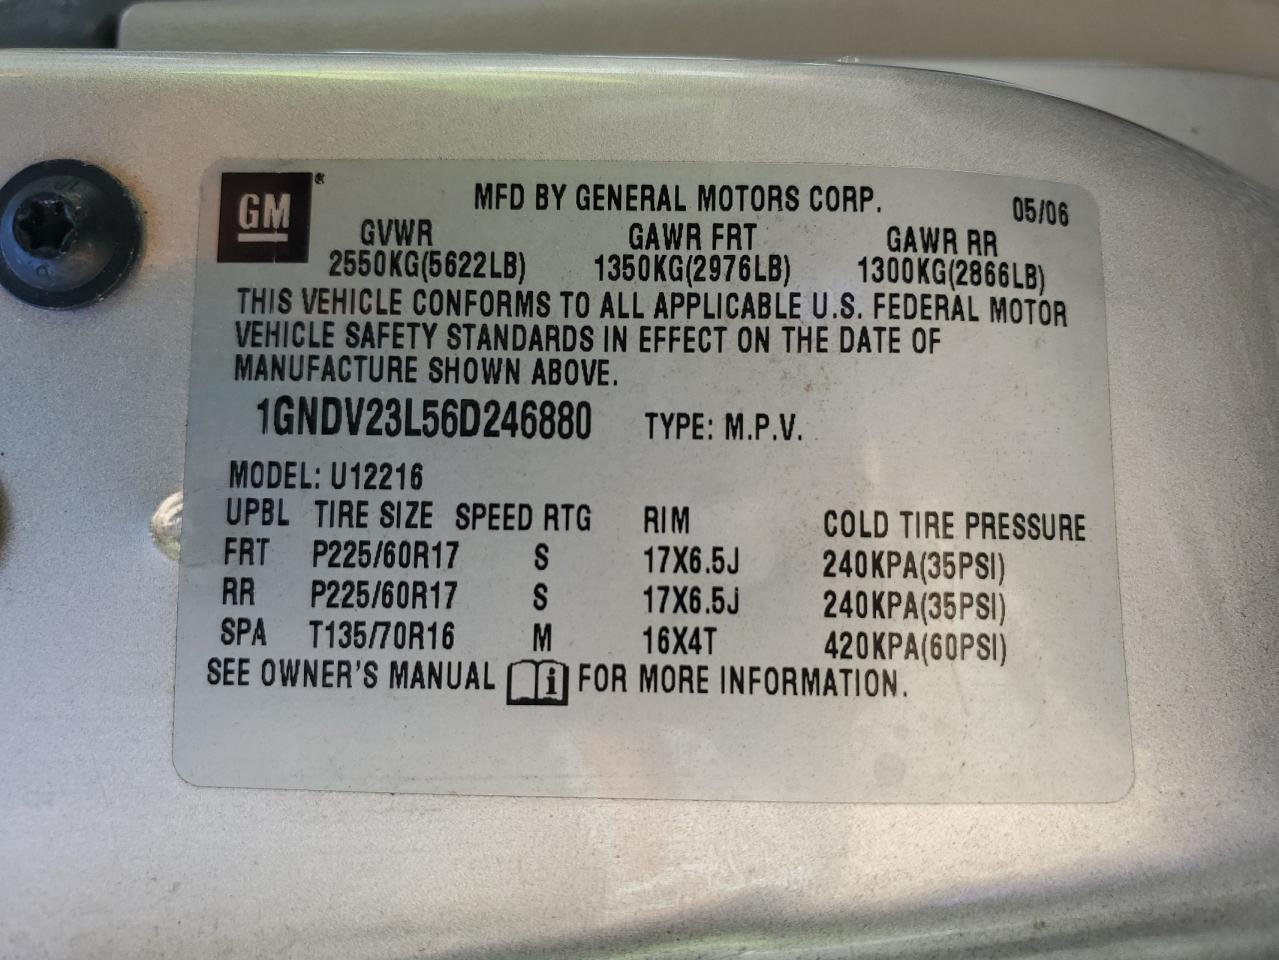 GM®
MFD BY GENERAL MOTORS CORP. 05/06
GVWR GAWR FRT GAWR RR
2550KG(5622LB) 1350KG(2976LB) 1300KG(2866LB)
THIS VEHICLE CONFORMS TO ALL APPLICABLE U.S. FEDERAL MOTOR
VEHICLE SAFETY STANDARDS IN EFFECT ON THE DATE OF
MANUFACTURE SHOWN ABOVE.
1GNDV23L56D246880 TYPE: M.P.V.
MODEL: U12216
UPBL TIRE SIZE SPEED RTG RIM COLD TIRE PRESSURE
FRT P225/60R17 S 17X6.5J 240KPA(35PSI)
RR P225/60R17 S 17X6.5J 240KPA(35PSI)
SPA T135/70R16 M 16X4T 420KPA(60PSI)
SEE OWNER'S MANUAL i FOR MORE INFORMATION.